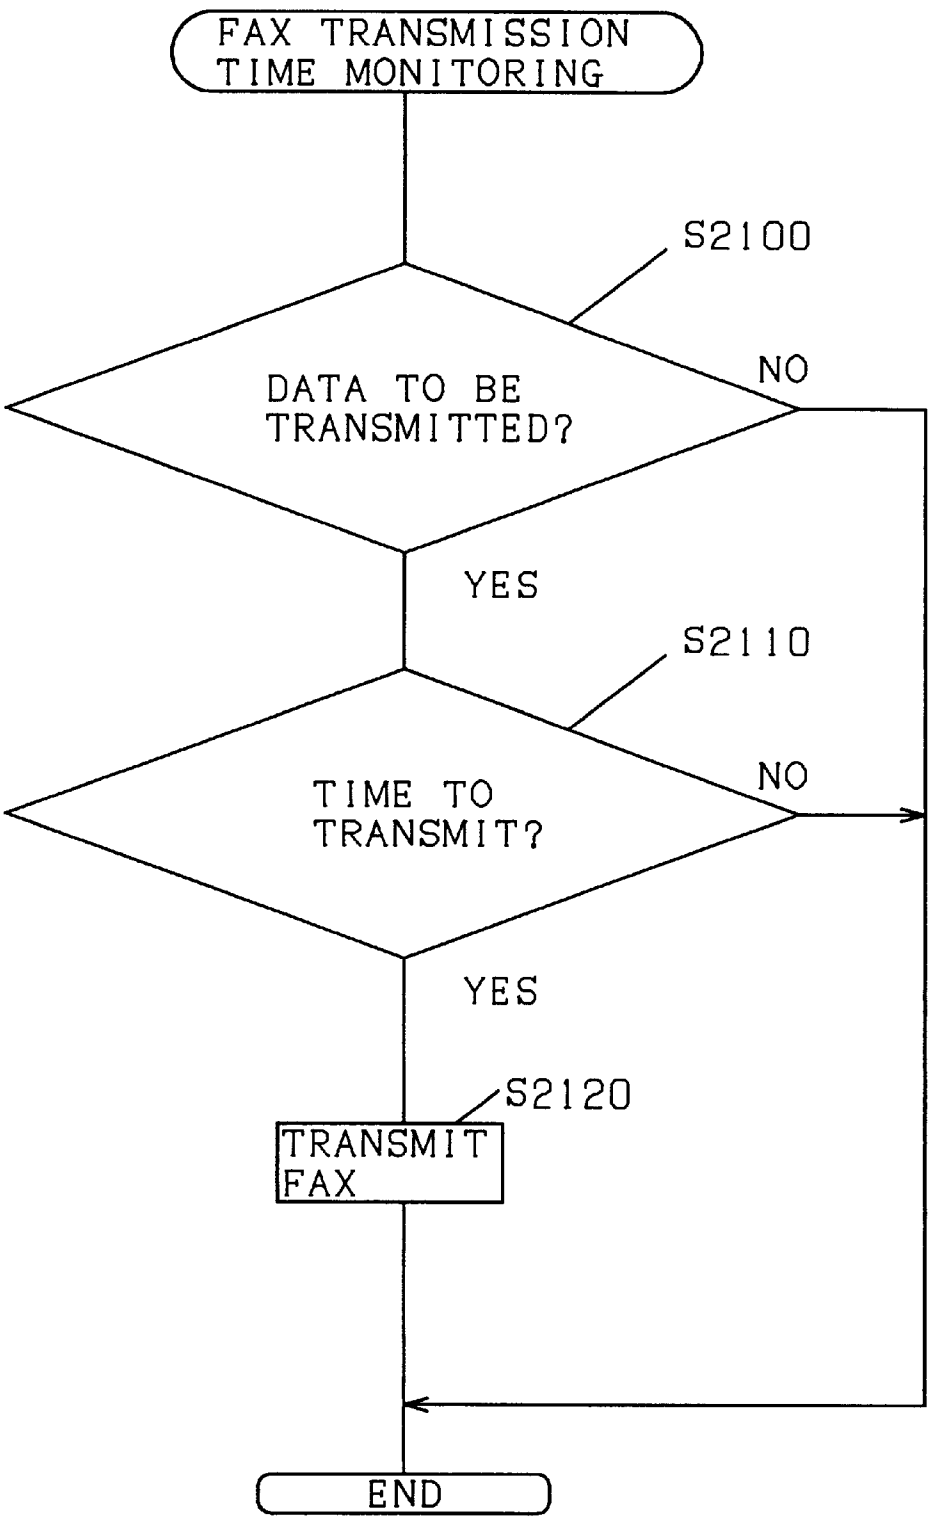 FAX TRANSMISSION
TIME MONITORING
S2100
DATA TO BE
TRANSMITTED?
NO
YES
S2110
TIME TO
TRANSMIT?
NO
YES
S2120
TRANSMIT
FAX
END